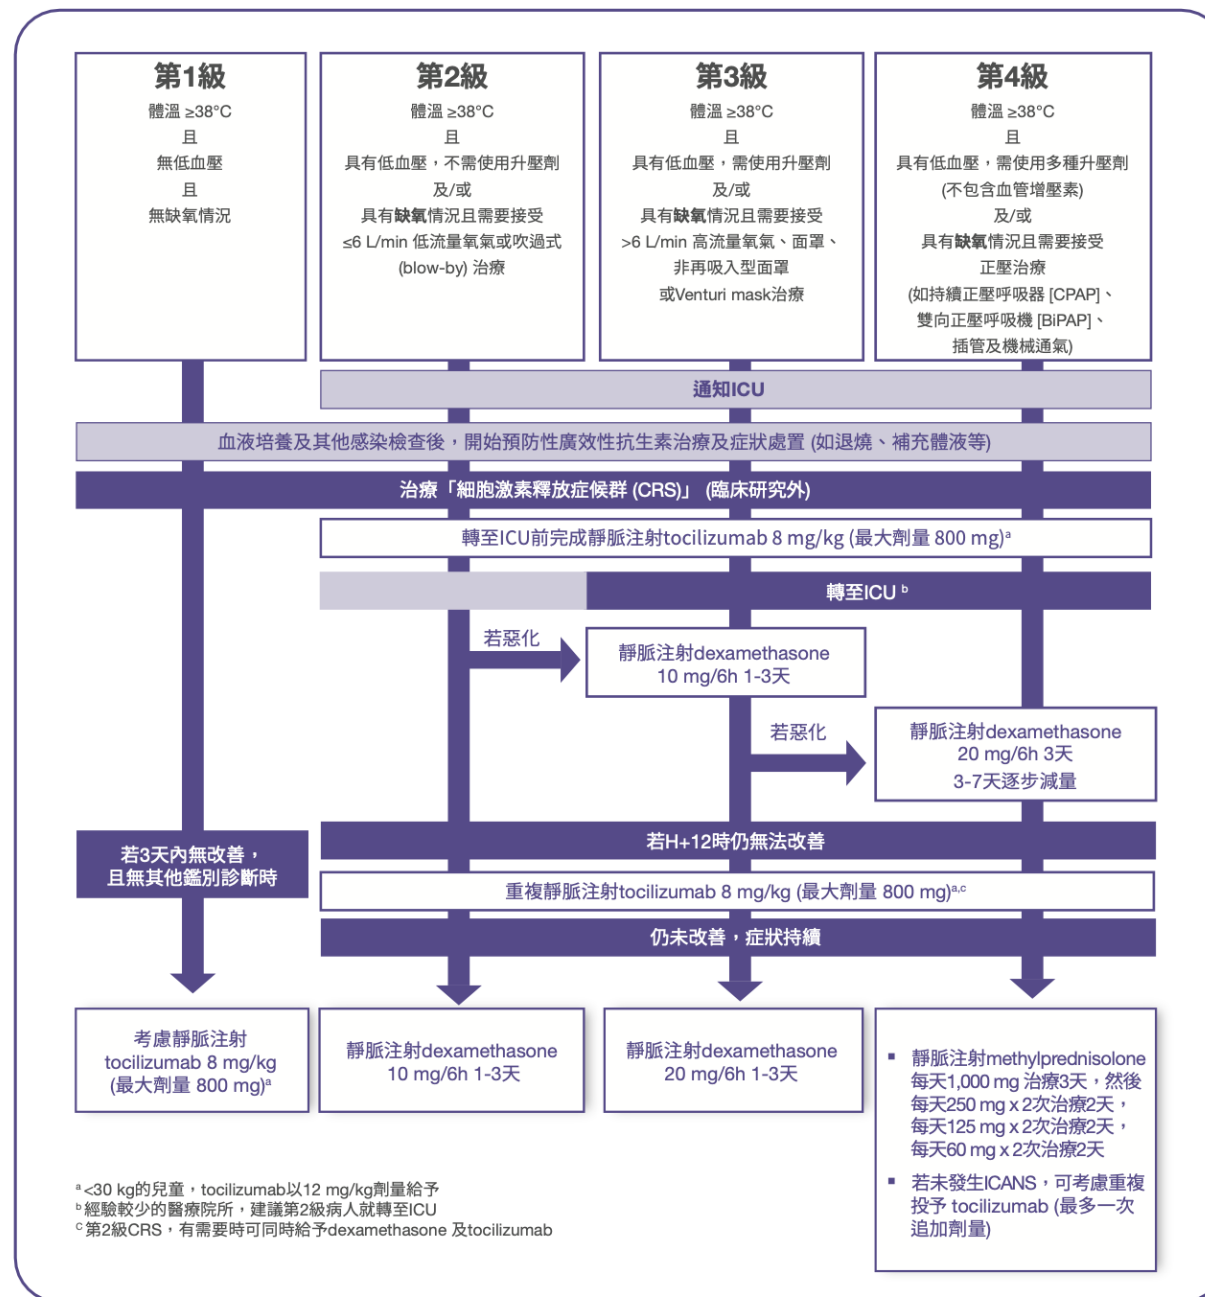 第1級
體溫 ≥38°C
且
無低血壓
且
無缺氧情況
第2級
體溫 ≥38°C
且
具有低血壓，不需使用升壓劑
及/或
具有缺氧情況且需要接受
≤6 L/min 低流量氧氣或吹過式
(blow-by) 治療
第3級
體溫 ≥38°C
且
具有低血壓，需使用升壓劑
及/或
具有缺氧情況且需要接受
>6 L/min 高流量氧氣、面罩、
非再吸入型面罩
或Venturi mask治療
第4級
體溫 ≥38°C
且
具有低血壓，需使用多種升壓劑
(不包含血管增壓素)
及/或
具有缺氧情況且需要接受
正壓治療
(如持續正壓呼吸器 [CPAP]、
雙向正壓呼吸機 [BiPAP]、
插管及機械通氣)
通知ICU
血液培養及其他感染檢查後，開始預防性廣效性抗生素治療及症狀處置 (如退燒、補充體液等)
治療「細胞激素釋放症候群 (CRS)」 (臨床研究外)
轉至ICU前完成靜脈注射tocilizumab 8 mg/kg (最大劑量 800 mg)ᵃ
轉至ICU ᵇ
若惡化
靜脈注射dexamethasone
10 mg/6h 1-3天
若惡化
靜脈注射dexamethasone
20 mg/6h 3天
3-7天逐步減量
若3天內無改善，
且無其他鑑別診斷時
若H+12時仍無法改善
重複靜脈注射tocilizumab 8 mg/kg (最大劑量 800 mg)ᵃ,ᶜ
仍未改善，症狀持續
考慮靜脈注射
tocilizumab 8 mg/kg
(最大劑量 800 mg)ᵃ
靜脈注射dexamethasone
10 mg/6h 1-3天
靜脈注射dexamethasone
20 mg/6h 1-3天
▪ 靜脈注射methylprednisolone
每天1,000 mg 治療3天，然後
每天250 mg x 2次治療2天，
每天125 mg x 2次治療2天，
每天60 mg x 2次治療2天
▪ 若未發生ICANS，可考慮重複
投予 tocilizumab (最多一次
追加劑量)
ᵃ <30 kg的兒童，tocilizumab以12 mg/kg劑量給予
ᵇ 經驗較少的醫療院所，建議第2級病人就轉至ICU
ᶜ 第2級CRS，有需要時可同時給予dexamethasone 及tocilizumab